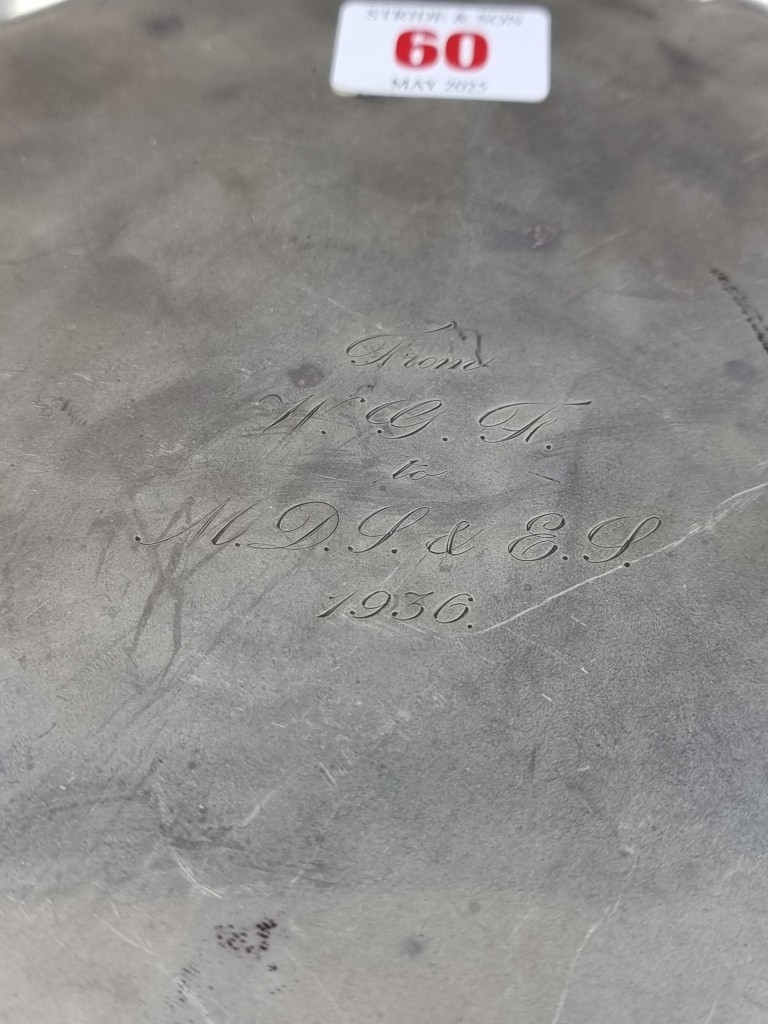 STRIDE & SON
60
MAY 2025
From
W. G. F.
to
M. D. S. & E. S.
1936.